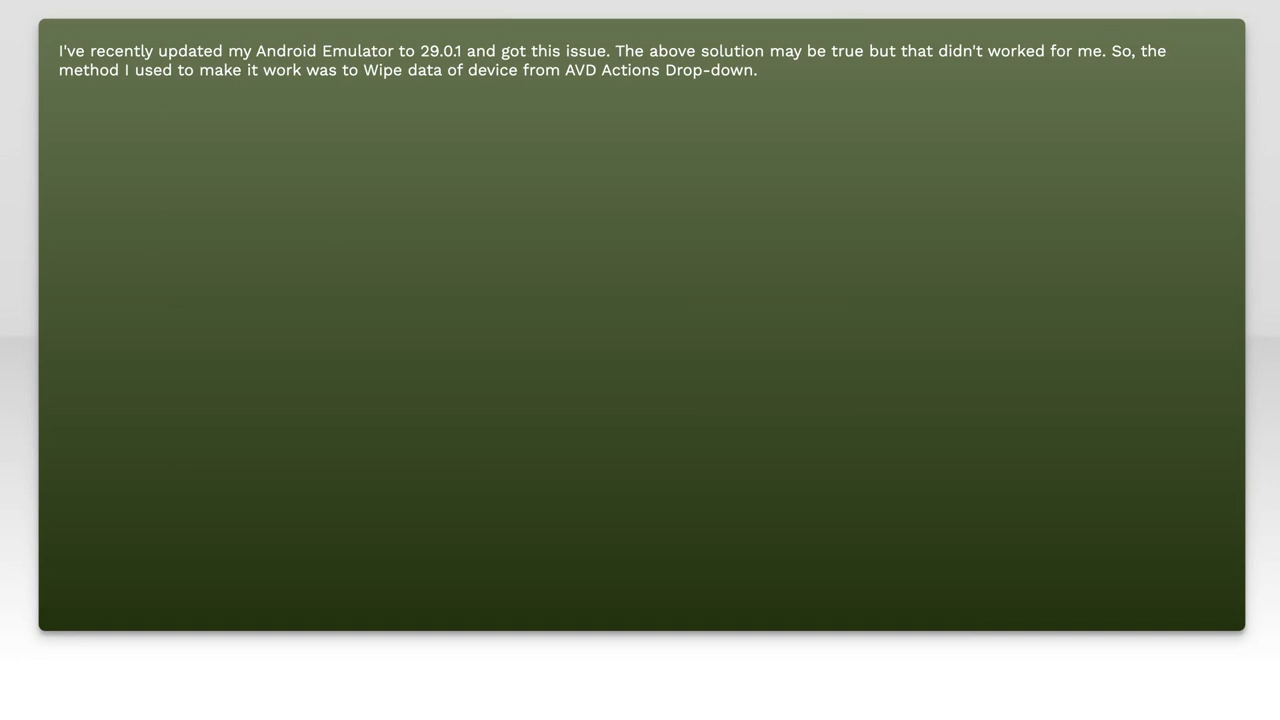 I've recently updated my Android Emulator to 29.0.1 and got this issue. The above solution may be true but that didn't worked for me. So, the
method I used to make it work was to Wipe data of device from AVD Actions Drop-down.